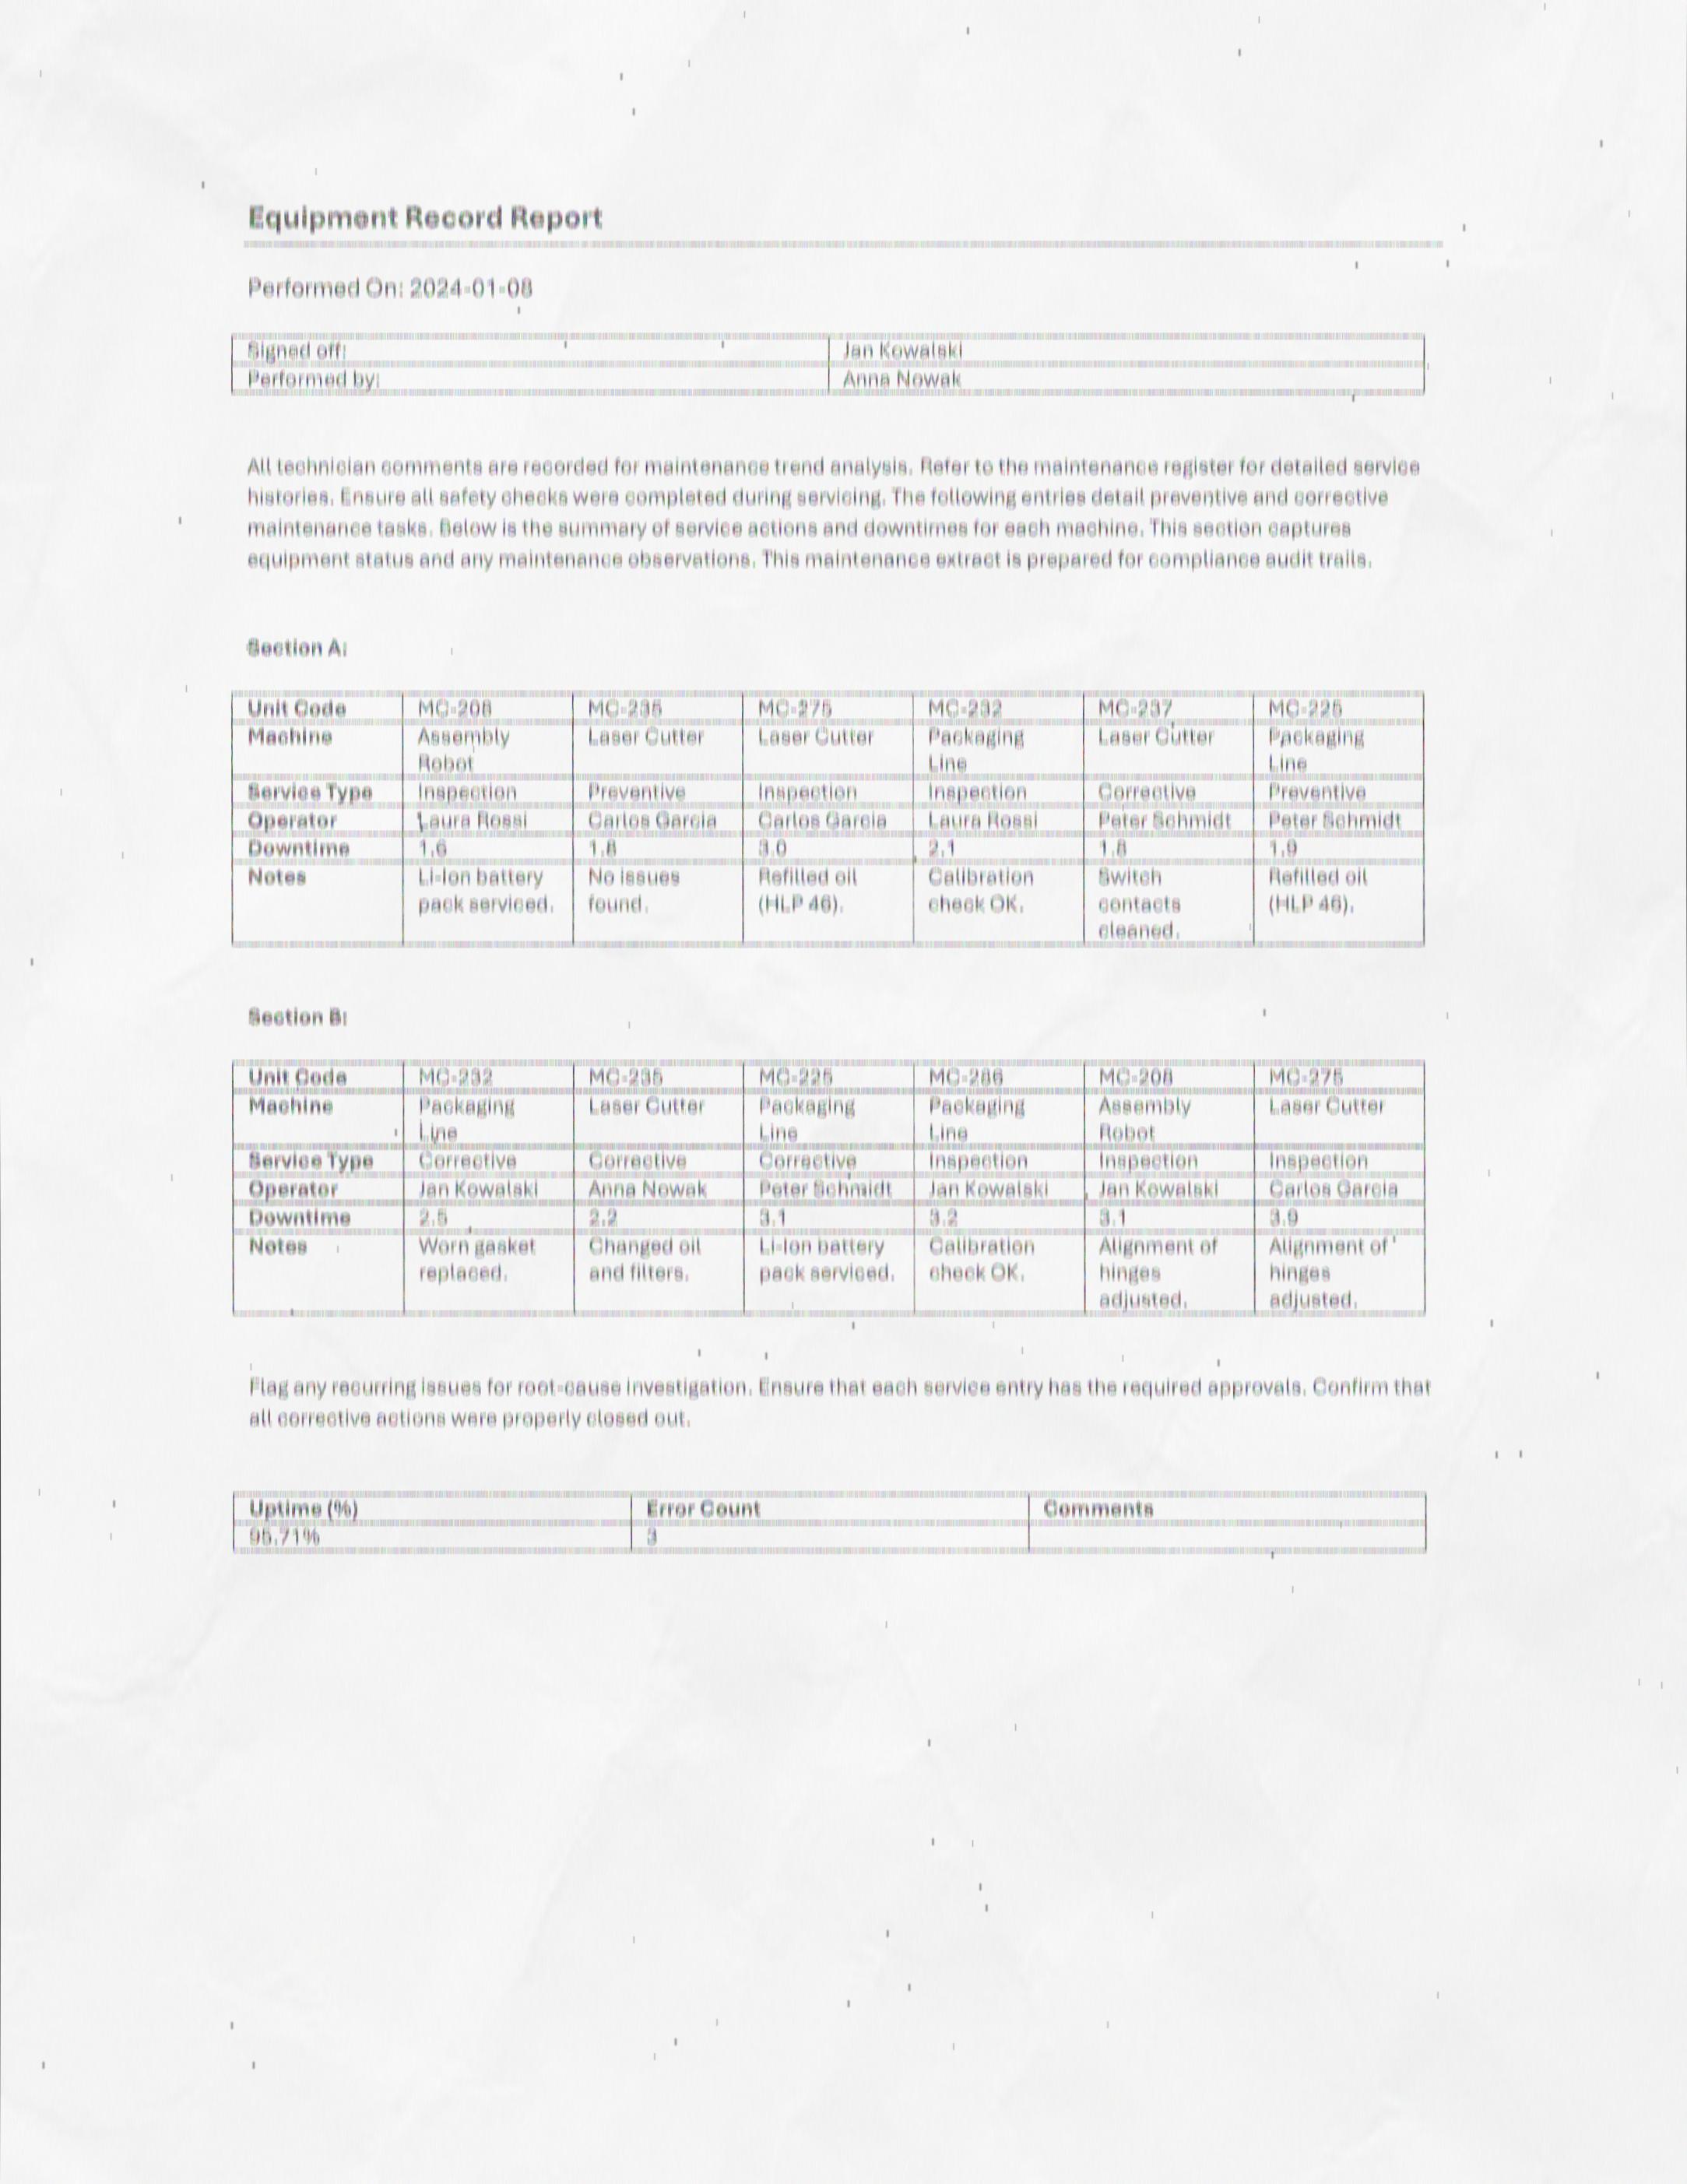 Equipment Record Report
Performed On: 2024-01-08
Signed off: Jan Kowalski
Performed by: Anna Nowak
All technician comments are recorded for maintenance trend analysis. Refer to the maintenance register for detailed service
histories. Ensure all safety checks were completed during servicing. The following entries detail preventive and corrective
maintenance tasks. Below is the summary of service actions and downtimes for each machine. This section captures
equipment status and any maintenance observations. This maintenance extract is prepared for compliance audit trails.
Section A:
Unit Code MC-208 MC-235 MC-275 MC-232 MC-237 MC-225
Machine Assembly Laser Cutter Laser Cutter Packaging Laser Cutter Packaging
Robot Line Line
Service Type Inspection Preventive Inspection Inspection Corrective Preventive
Operator Laura Rossi Carlos Garcia Carlos Garcia Laura Rossi Peter Schmidt Peter Schmidt
Downtime 1.6 1.8 3.0 2.1 1.8 1.9
Notes Li-Ion battery No issues Refilled oil Calibration Switch Refilled oil
pack serviced. found. (HLP 46). check OK. contacts (HLP 46).
cleaned.
Section B:
Unit Code MC-232 MC-235 MC-225 MC-286 MC-208 MC-275
Machine Packaging Laser Cutter Packaging Packaging Assembly Laser Cutter
Line Line Line Robot
Service Type Corrective Corrective Corrective Inspection Inspection Inspection
Operator Jan Kowalski Anna Nowak Peter Schmidt Jan Kowalski Jan Kowalski Carlos Garcia
Downtime 2.5 2.2 3.1 3.2 3.1 3.9
Notes Worn gasket Changed oil Li-Ion battery Calibration Alignment of Alignment of
replaced. and filters. pack serviced. check OK. hinges hinges
adjusted. adjusted.
Flag any recurring issues for root-cause investigation. Ensure that each service entry has the required approvals. Confirm that
all corrective actions were properly closed out.
Uptime (%) Error Count Comments
95.71% 3